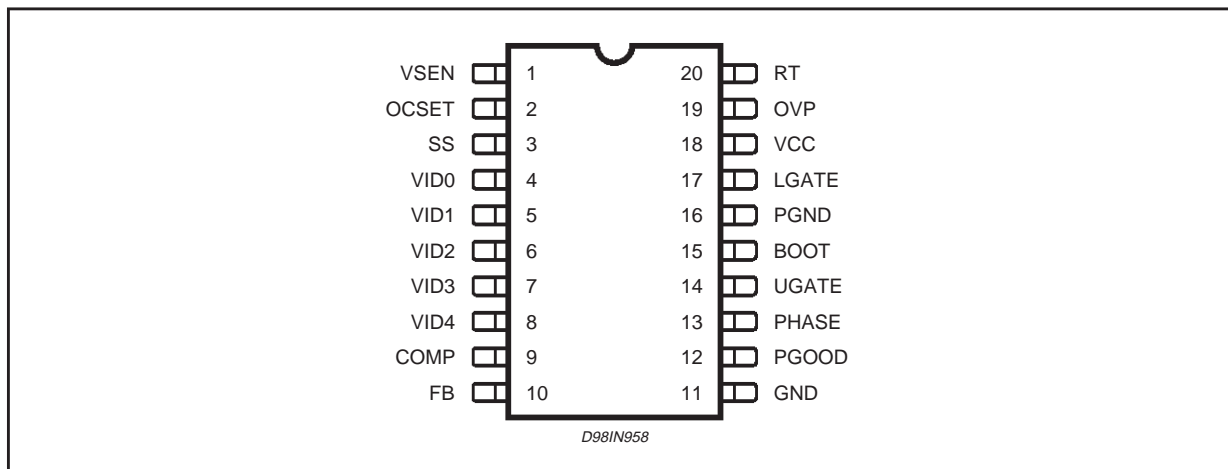 VSEN 1 20 RT
OCSET 2 19 OVP
SS 3 18 VCC
VID0 4 17 LGATE
VID1 5 16 PGND
VID2 6 15 BOOT
VID3 7 14 UGATE
VID4 8 13 PHASE
COMP 9 12 PGOOD
FB 10 11 GND
D98IN958